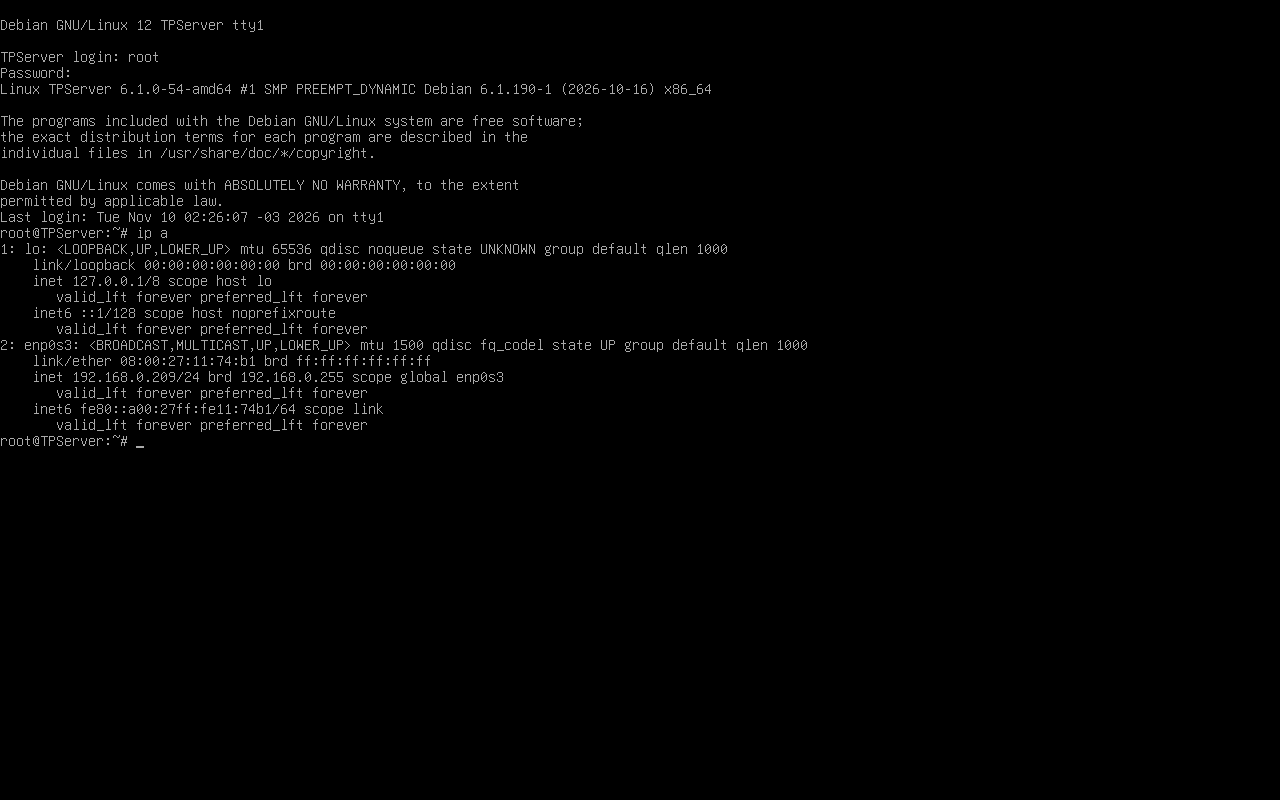 Debian GNU/Linux 12 TPServer tty1
TPServer login: root
Password:
Linux TPServer 6.1.0-54-amd64 #1 SMP PREEMPT_DYNAMIC Debian 6.1.190-1 (2026-10-16) x86_64
The programs included with the Debian GNU/Linux system are free software;
the exact distribution terms for each program are described in the
individual files in /usr/share/doc/*/copyright.
Debian GNU/Linux comes with ABSOLUTELY NO WARRANTY, to the extent
permitted by applicable law.
Last login: Tue Nov 10 02:26:07 -03 2026 on tty1
root@TPServer:~# ip a
1: lo: <LOOPBACK,UP,LOWER_UP> mtu 65536 qdisc noqueue state UNKNOWN group default qlen 1000
    link/loopback 00:00:00:00:00:00 brd 00:00:00:00:00:00
    inet 127.0.0.1/8 scope host lo
       valid_lft forever preferred_lft forever
    inet6 ::1/128 scope host noprefixroute
       valid_lft forever preferred_lft forever
2: enp0s3: <BROADCAST,MULTICAST,UP,LOWER_UP> mtu 1500 qdisc fq_codel state UP group default qlen 1000
    link/ether 08:00:27:11:74:b1 brd ff:ff:ff:ff:ff:ff
    inet 192.168.0.209/24 brd 192.168.0.255 scope global enp0s3
       valid_lft forever preferred_lft forever
    inet6 fe80::a00:27ff:fe11:74b1/64 scope link
       valid_lft forever preferred_lft forever
root@TPServer:~# _